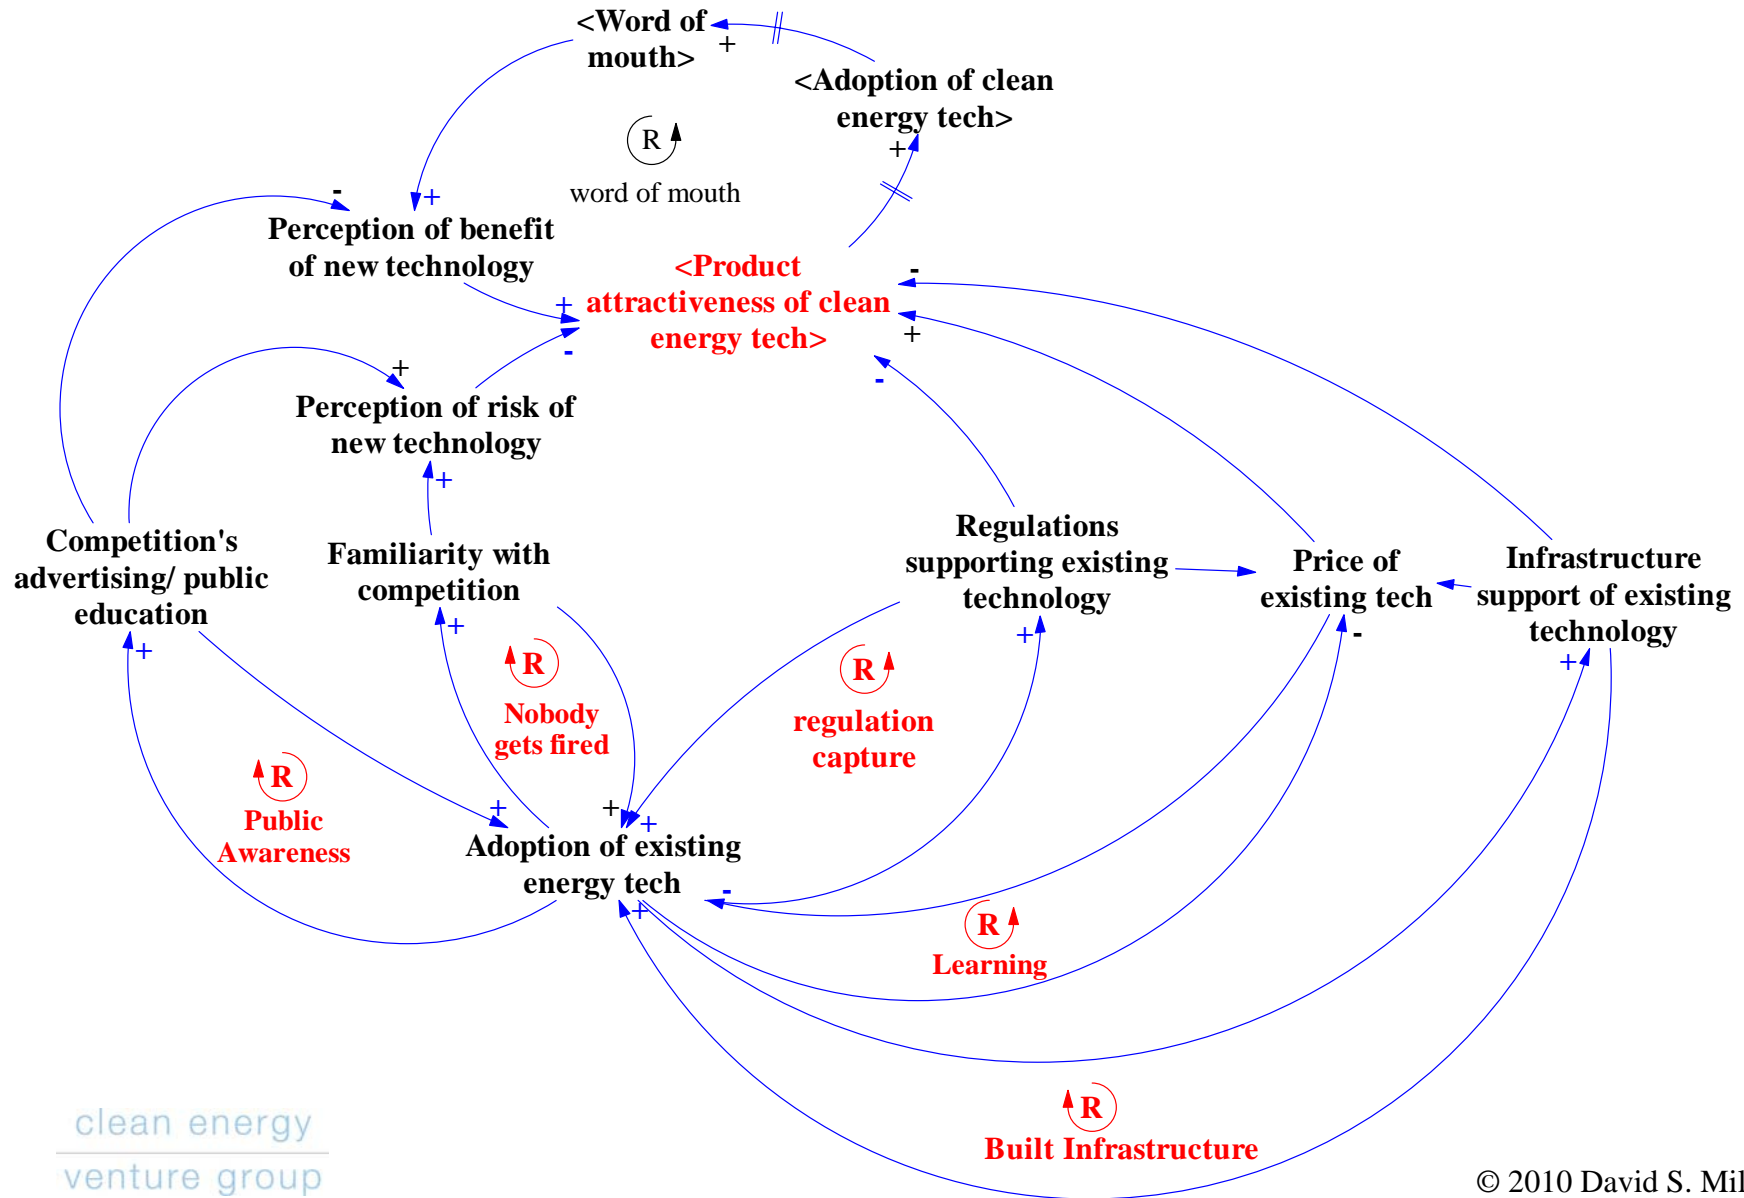 <Word of
mouth>
+
<Adoption of clean
energy tech>
+
R
word of mouth
-
+
Perception of benefit
of new technology
<Product
attractiveness of clean
energy tech>
+
-
-
+
-
+
Perception of risk of
new technology
+
Competition's
advertising/ public
education
+
Familiarity with
competition
+
Regulations
supporting existing
technology
+
Price of
existing tech
-
Infrastructure
support of existing
technology
+
R
Nobody
gets fired
R
regulation
capture
R
Public
Awareness
+
+
+
Adoption of existing
energy tech
-
+
R
Learning
R
Built Infrastructure
clean energy
venture group
© 2010 David S. Mil